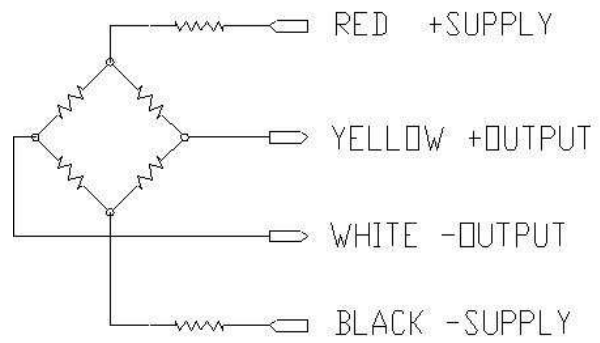 RED +SUPPLY
YELLOW +OUTPUT
WHITE -OUTPUT
BLACK -SUPPLY